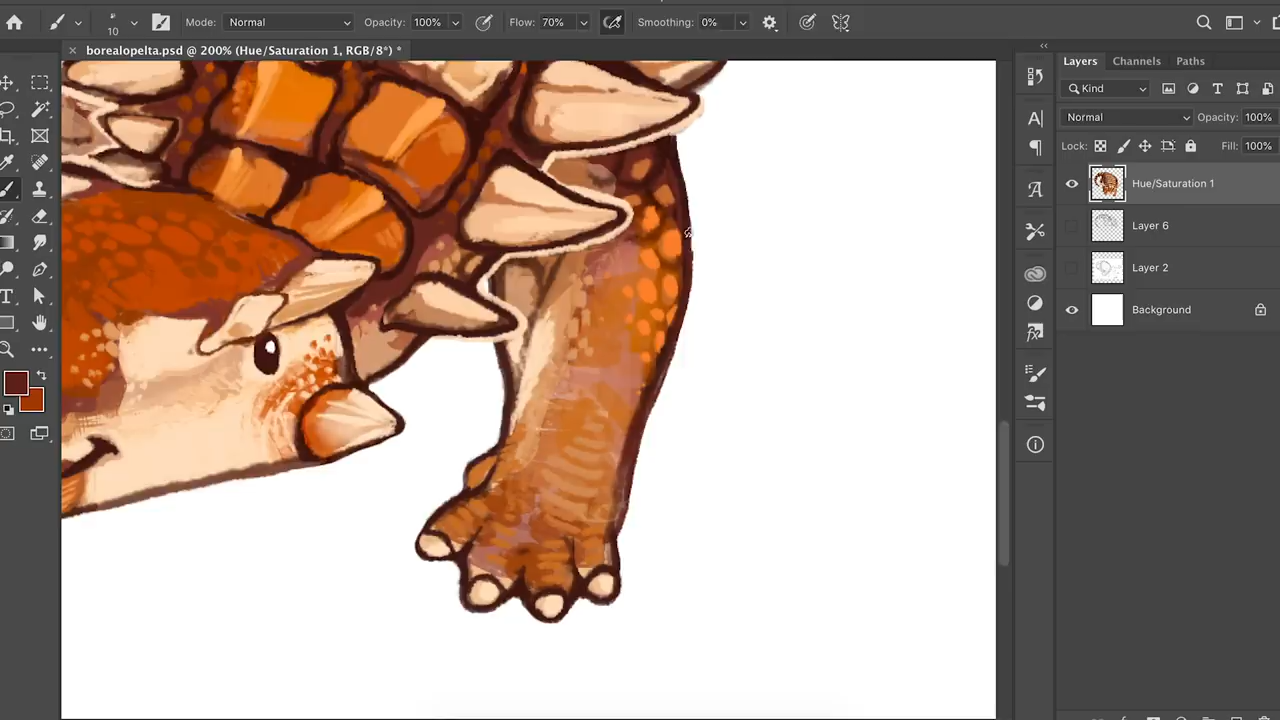 10 Mode: Normal Opacity: 100% Flow: 70% Smoothing: 0%
borealopelta.psd @ 200% (Hue/Saturation 1, RGB/8*) *
Layers Channels Paths
Kind
Normal Opacity: 100%
Lock: Fill: 100%
Hue/Saturation 1
Layer 6
Layer 2
Background